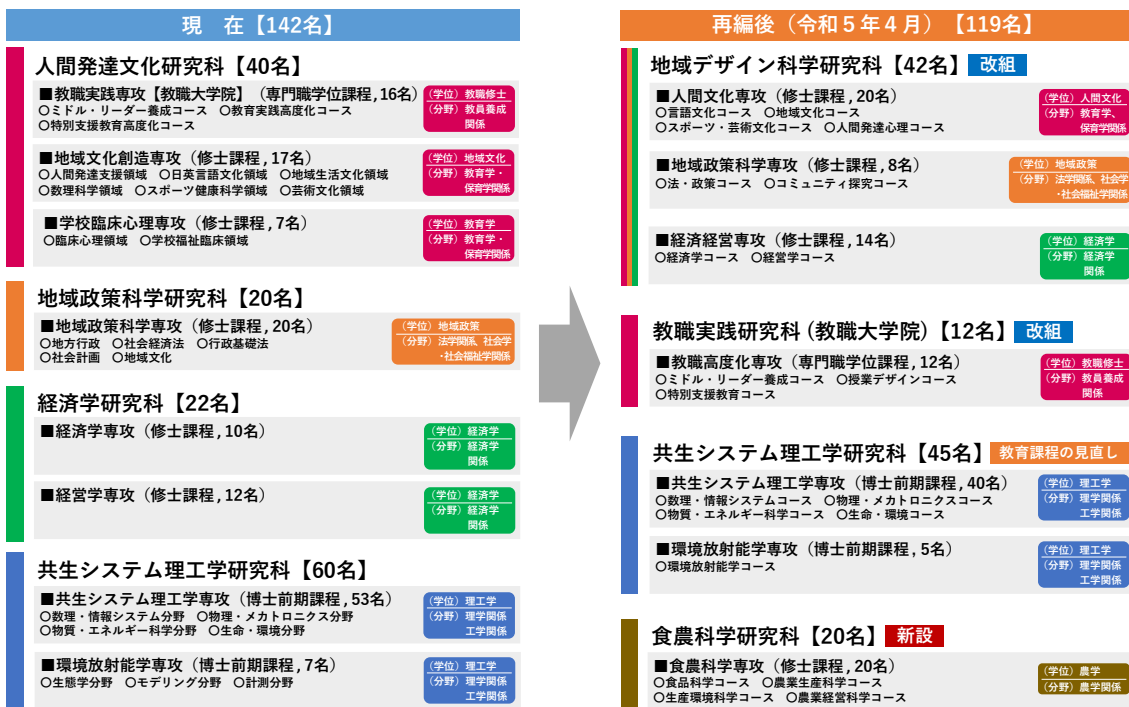 現 在【142名】
人間発達文化研究科【40名】
■教職実践専攻【教職大学院】（専門職学位課程,16名）
○ミドル・リーダー養成コース ○教育実践高度化コース
○特別支援教育高度化コース
（学位）教職修士
（分野）教員養成
関係
■地域文化創造専攻（修士課程,17名）
○人間発達支援領域 ○日英言語文化領域 ○地域生活文化領域
○数理科学領域 ○スポーツ健康科学領域 ○芸術文化領域
（学位）地域文化
（分野）教育学・
保育学関係
■学校臨床心理専攻（修士課程,7名）
○臨床心理領域 ○学校福祉臨床領域
（学位）教育学
（分野）教育学・
保育学関係
地域政策科学研究科【20名】
■地域政策科学専攻（修士課程,20名）
○地方行政 ○社会経済法 ○行政基礎法
○社会計画 ○地域文化
（学位）地域政策
（分野）法学関係、社会学
・社会福祉学関係
経済学研究科【22名】
■経済学専攻（修士課程,10名）
（学位）経済学
（分野）経済学
関係
■経営学専攻（修士課程,12名）
（学位）経済学
（分野）経済学
関係
共生システム理工学研究科【60名】
■共生システム理工学専攻（博士前期課程,53名）
○数理・情報システム分野 ○物理・メカトロニクス分野
○物質・エネルギー科学分野 ○生命・環境分野
（学位）理工学
（分野）理学関係
工学関係
■環境放射能学専攻（博士前期課程,7名）
○生態学分野 ○モデリング分野 ○計測分野
（学位）理工学
（分野）理学関係
工学関係
再編後（令和５年４月）【119名】
地域デザイン科学研究科【42名】 改組
■人間文化専攻（修士課程,20名）
○言語文化コース ○地域文化コース
○スポーツ・芸術文化コース ○人間発達心理コース
（学位）人間文化
（分野）教育学、
保育学関係
■地域政策科学専攻（修士課程,8名）
○法・政策コース ○コミュニティ探究コース
（学位）地域政策
（分野）法学関係、社会学
・社会福祉学関係
■経済経営専攻（修士課程,14名）
○経済学コース ○経営学コース
（学位）経済学
（分野）経済学
関係
教職実践研究科（教職大学院）【12名】 改組
■教職高度化専攻（専門職学位課程,12名）
○ミドル・リーダー養成コース ○授業デザインコース
○特別支援教育コース
（学位）教職修士
（分野）教員養成
関係
共生システム理工学研究科【45名】 教育課程の見直し
■共生システム理工学専攻（博士前期課程,40名）
○数理・情報システムコース ○物理・メカトロニクスコース
○物質・エネルギー科学コース ○生命・環境コース
（学位）理工学
（分野）理学関係
工学関係
■環境放射能学専攻（博士前期課程,5名）
○環境放射能学コース
（学位）理工学
（分野）理学関係
工学関係
食農科学研究科【20名】 新設
■食農科学専攻（修士課程,20名）
○食品科学コース ○農業生産科学コース
○生産環境科学コース ○農業経営科学コース
（学位）農学
（分野）農学関係